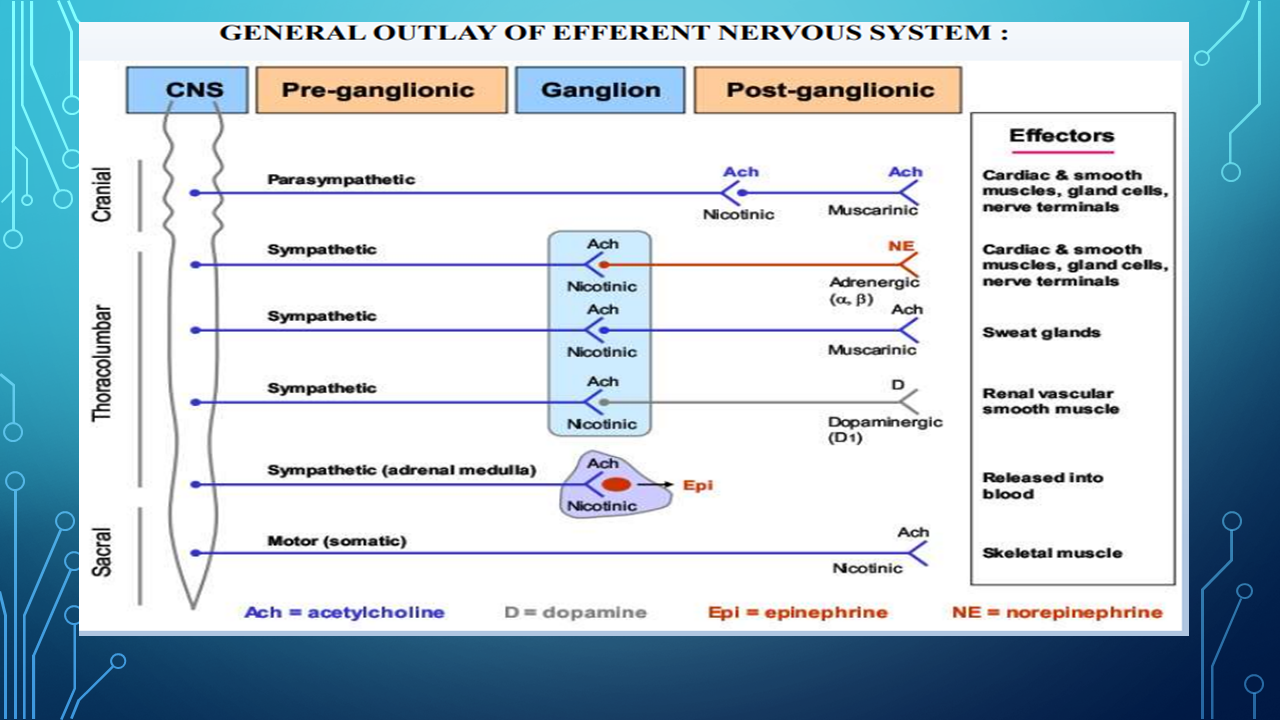 GENERAL OUTLAY OF EFFERENT NERVOUS SYSTEM :
CNS
Pre-ganglionic
Ganglion
Post-ganglionic
Effectors
Cranial
Parasympathetic
Ach
Nicotinic
Ach
Muscarinic
Cardiac & smooth
muscles, gland cells,
nerve terminals
Thoracolumbar
Sympathetic
Ach
Nicotinic
NE
Adrenergic
(α, β)
Cardiac & smooth
muscles, gland cells,
nerve terminals
Sympathetic
Ach
Nicotinic
Ach
Muscarinic
Sweat glands
Sympathetic
Ach
Nicotinic
D
Dopaminergic
(D1)
Renal vascular
smooth muscle
Sympathetic (adrenal medulla)
Ach
Nicotinic
Epi
Released into
blood
Sacral
Motor (somatic)
Ach
Nicotinic
Skeletal muscle
Ach = acetylcholine
D = dopamine
Epi = epinephrine
NE = norepinephrine